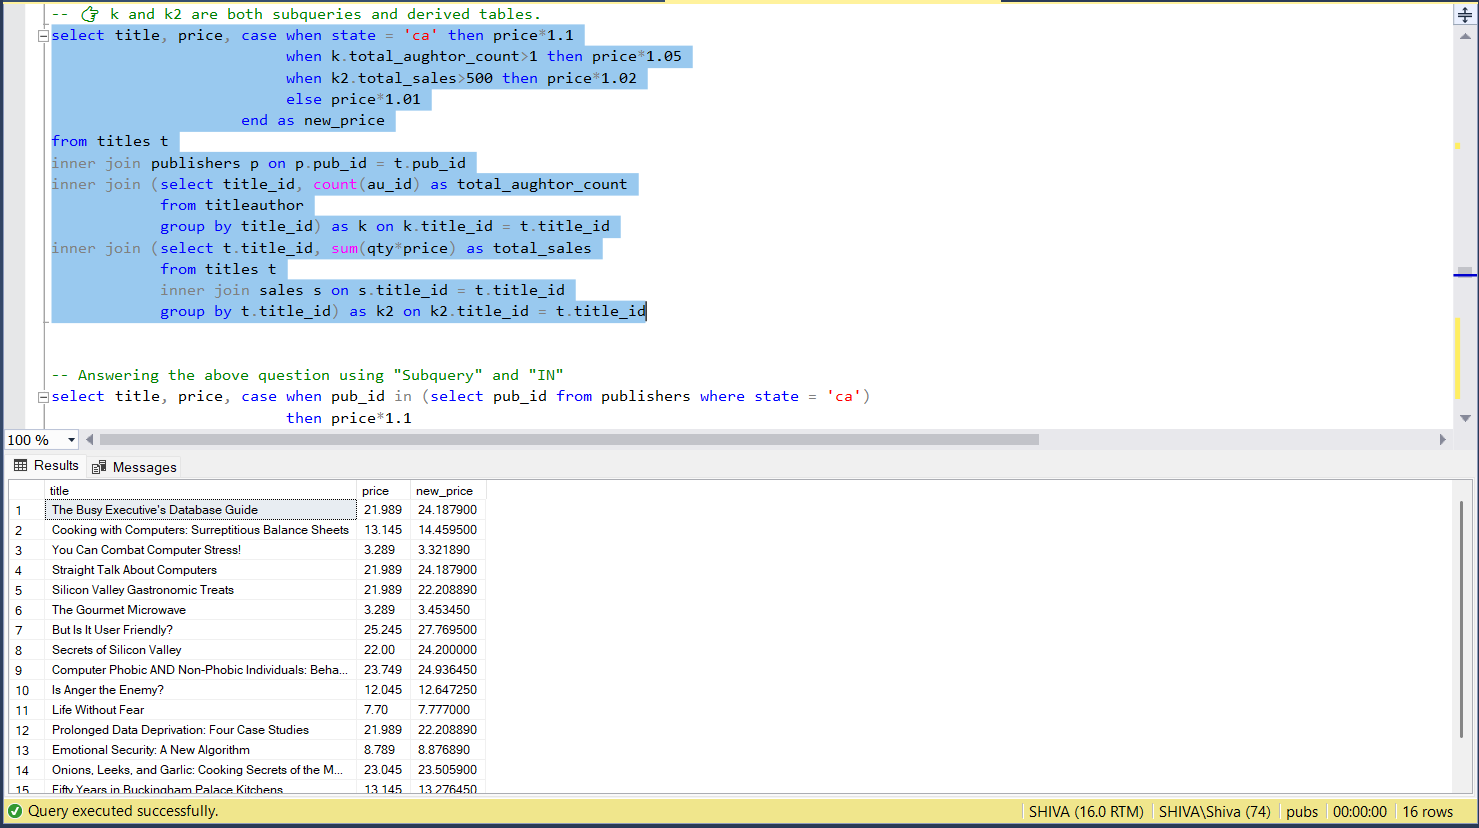 -- 👉 k and k2 are both subqueries and derived tables.
select title, price, case when state = 'ca' then price*1.1
when k.total_aughtor_count>1 then price*1.05
when k2.total_sales>500 then price*1.02
else price*1.01
end as new_price
from titles t
inner join publishers p on p.pub_id = t.pub_id
inner join (select title_id, count(au_id) as total_aughtor_count
from titleauthor
group by title_id) as k on k.title_id = t.title_id
inner join (select t.title_id, sum(qty*price) as total_sales
from titles t
inner join sales s on s.title_id = t.title_id
group by t.title_id) as k2 on k2.title_id = t.title_id
-- Answering the above question using "Subquery" and "IN"
select title, price, case when pub_id in (select pub_id from publishers where state = 'ca')
then price*1.1
100 %
Results Messages
title price new_price
1 The Busy Executive's Database Guide 21.989 24.187900
2 Cooking with Computers: Surreptitious Balance Sheets 13.145 14.459500
3 You Can Combat Computer Stress! 3.289 3.321890
4 Straight Talk About Computers 21.989 24.187900
5 Silicon Valley Gastronomic Treats 21.989 22.208890
6 The Gourmet Microwave 3.289 3.453450
7 But Is It User Friendly? 25.245 27.769500
8 Secrets of Silicon Valley 22.00 24.200000
9 Computer Phobic AND Non-Phobic Individuals: Beha... 23.749 24.936450
10 Is Anger the Enemy? 12.045 12.647250
11 Life Without Fear 7.70 7.777000
12 Prolonged Data Deprivation: Four Case Studies 21.989 22.208890
13 Emotional Security: A New Algorithm 8.789 8.876890
14 Onions, Leeks, and Garlic: Cooking Secrets of the M... 23.045 23.505900
15 Fifty Years in Buckingham Palace Kitchens 13.145 13.276450
Query executed successfully. SHIVA (16.0 RTM) SHIVA\Shiva (74) pubs 00:00:00 16 rows